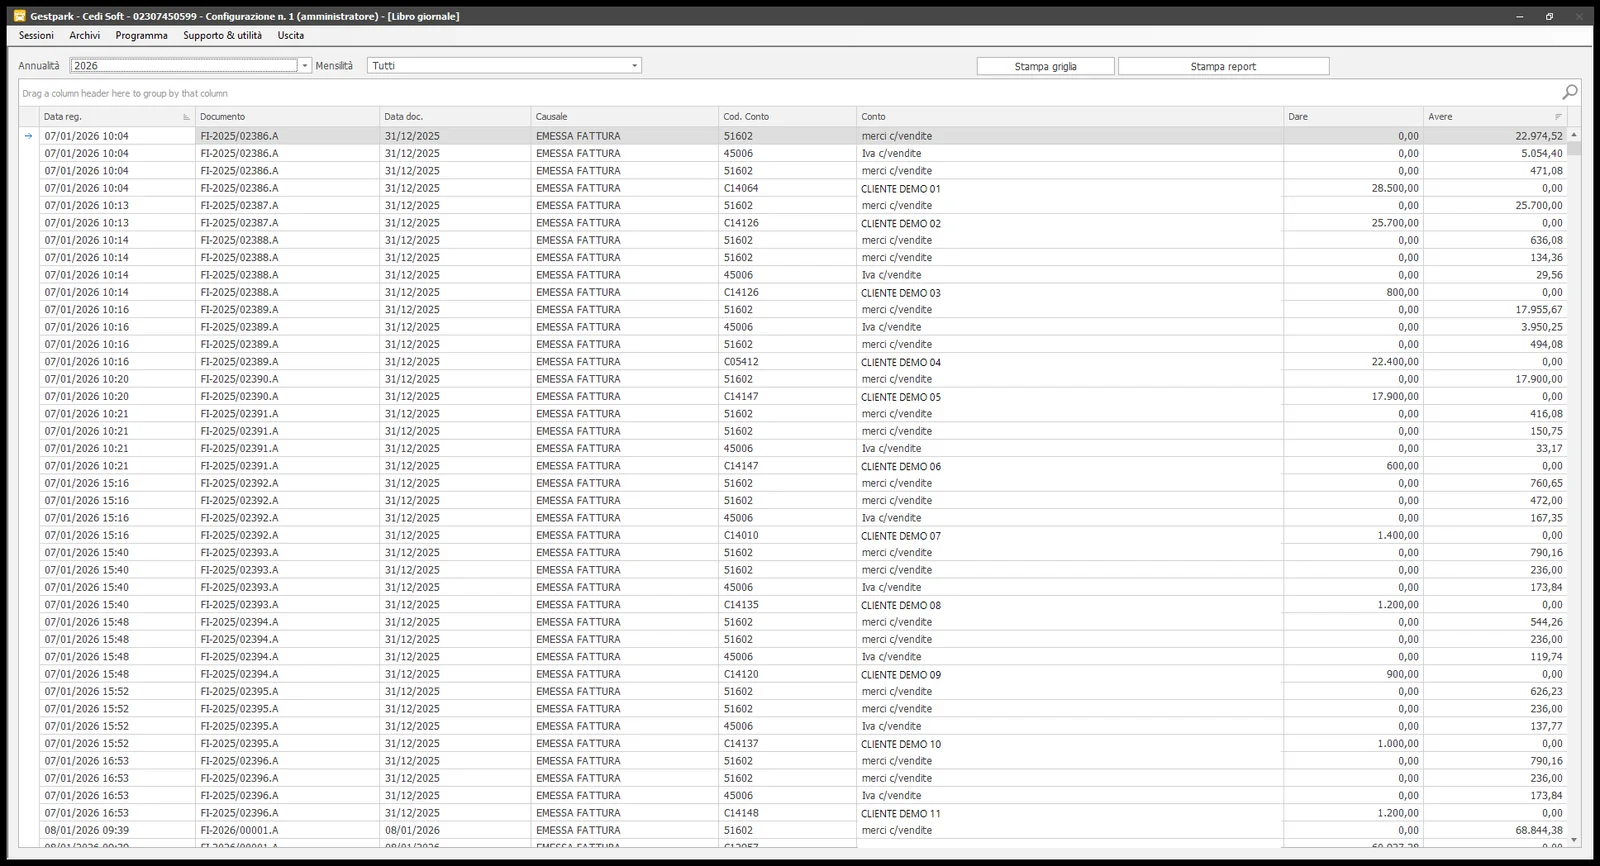 Gestpark - Cedi Soft - 02307450599 - Configurazione n. 1 (amministratore) - [Libro giornale]
Sessioni Archivi Programma Supporto & utilità Uscita
Annualità 2026 Mensilità Tutti Stampa griglia Stampa report
Drag a column header here to group by that column
Data reg. Documento Data doc. Causale Cod. Conto Conto Dare Avere
07/01/2026 10:04 FI-2025/02386.A 31/12/2025 EMESSA FATTURA 51602 merci c/vendite 0,00 22.974,52
07/01/2026 10:04 FI-2025/02386.A 31/12/2025 EMESSA FATTURA 45006 Iva c/vendite 0,00 5.054,40
07/01/2026 10:04 FI-2025/02386.A 31/12/2025 EMESSA FATTURA 51602 merci c/vendite 0,00 471,08
07/01/2026 10:04 FI-2025/02386.A 31/12/2025 EMESSA FATTURA C14064 CLIENTE DEMO 01 28.500,00 0,00
07/01/2026 10:13 FI-2025/02387.A 31/12/2025 EMESSA FATTURA 51602 merci c/vendite 0,00 25.700,00
07/01/2026 10:13 FI-2025/02387.A 31/12/2025 EMESSA FATTURA C14126 CLIENTE DEMO 02 25.700,00 0,00
07/01/2026 10:14 FI-2025/02388.A 31/12/2025 EMESSA FATTURA 51602 merci c/vendite 0,00 636,08
07/01/2026 10:14 FI-2025/02388.A 31/12/2025 EMESSA FATTURA 51602 merci c/vendite 0,00 134,36
07/01/2026 10:14 FI-2025/02388.A 31/12/2025 EMESSA FATTURA 45006 Iva c/vendite 0,00 29,56
07/01/2026 10:14 FI-2025/02388.A 31/12/2025 EMESSA FATTURA C14126 CLIENTE DEMO 03 800,00 0,00
07/01/2026 10:16 FI-2025/02389.A 31/12/2025 EMESSA FATTURA 51602 merci c/vendite 0,00 17.955,67
07/01/2026 10:16 FI-2025/02389.A 31/12/2025 EMESSA FATTURA 45006 Iva c/vendite 0,00 3.950,25
07/01/2026 10:16 FI-2025/02389.A 31/12/2025 EMESSA FATTURA 51602 merci c/vendite 0,00 494,08
07/01/2026 10:16 FI-2025/02389.A 31/12/2025 EMESSA FATTURA C05412 CLIENTE DEMO 04 22.400,00 0,00
07/01/2026 10:20 FI-2025/02390.A 31/12/2025 EMESSA FATTURA 51602 merci c/vendite 0,00 17.900,00
07/01/2026 10:20 FI-2025/02390.A 31/12/2025 EMESSA FATTURA C14147 CLIENTE DEMO 05 17.900,00 0,00
07/01/2026 10:21 FI-2025/02391.A 31/12/2025 EMESSA FATTURA 51602 merci c/vendite 0,00 416,08
07/01/2026 10:21 FI-2025/02391.A 31/12/2025 EMESSA FATTURA 51602 merci c/vendite 0,00 150,75
07/01/2026 10:21 FI-2025/02391.A 31/12/2025 EMESSA FATTURA 45006 Iva c/vendite 0,00 33,17
07/01/2026 10:21 FI-2025/02391.A 31/12/2025 EMESSA FATTURA C14147 CLIENTE DEMO 06 600,00 0,00
07/01/2026 15:16 FI-2025/02392.A 31/12/2025 EMESSA FATTURA 51602 merci c/vendite 0,00 760,65
07/01/2026 15:16 FI-2025/02392.A 31/12/2025 EMESSA FATTURA 51602 merci c/vendite 0,00 472,00
07/01/2026 15:16 FI-2025/02392.A 31/12/2025 EMESSA FATTURA 45006 Iva c/vendite 0,00 167,35
07/01/2026 15:16 FI-2025/02392.A 31/12/2025 EMESSA FATTURA C14010 CLIENTE DEMO 07 1.400,00 0,00
07/01/2026 15:40 FI-2025/02393.A 31/12/2025 EMESSA FATTURA 51602 merci c/vendite 0,00 790,16
07/01/2026 15:40 FI-2025/02393.A 31/12/2025 EMESSA FATTURA 51602 merci c/vendite 0,00 236,00
07/01/2026 15:40 FI-2025/02393.A 31/12/2025 EMESSA FATTURA 45006 Iva c/vendite 0,00 173,84
07/01/2026 15:40 FI-2025/02393.A 31/12/2025 EMESSA FATTURA C14135 CLIENTE DEMO 08 1.200,00 0,00
07/01/2026 15:48 FI-2025/02394.A 31/12/2025 EMESSA FATTURA 51602 merci c/vendite 0,00 544,26
07/01/2026 15:48 FI-2025/02394.A 31/12/2025 EMESSA FATTURA 51602 merci c/vendite 0,00 236,00
07/01/2026 15:48 FI-2025/02394.A 31/12/2025 EMESSA FATTURA 45006 Iva c/vendite 0,00 119,74
07/01/2026 15:48 FI-2025/02394.A 31/12/2025 EMESSA FATTURA C14120 CLIENTE DEMO 09 900,00 0,00
07/01/2026 15:52 FI-2025/02395.A 31/12/2025 EMESSA FATTURA 51602 merci c/vendite 0,00 626,23
07/01/2026 15:52 FI-2025/02395.A 31/12/2025 EMESSA FATTURA 51602 merci c/vendite 0,00 236,00
07/01/2026 15:52 FI-2025/02395.A 31/12/2025 EMESSA FATTURA 45006 Iva c/vendite 0,00 137,77
07/01/2026 15:52 FI-2025/02395.A 31/12/2025 EMESSA FATTURA C14137 CLIENTE DEMO 10 1.000,00 0,00
07/01/2026 16:53 FI-2025/02396.A 31/12/2025 EMESSA FATTURA 51602 merci c/vendite 0,00 790,16
07/01/2026 16:53 FI-2025/02396.A 31/12/2025 EMESSA FATTURA 51602 merci c/vendite 0,00 236,00
07/01/2026 16:53 FI-2025/02396.A 31/12/2025 EMESSA FATTURA 45006 Iva c/vendite 0,00 173,84
07/01/2026 16:53 FI-2025/02396.A 31/12/2025 EMESSA FATTURA C14148 CLIENTE DEMO 11 1.200,00 0,00
08/01/2026 09:39 FI-2026/00001.A 08/01/2026 EMESSA FATTURA 51602 merci c/vendite 0,00 68.844,38